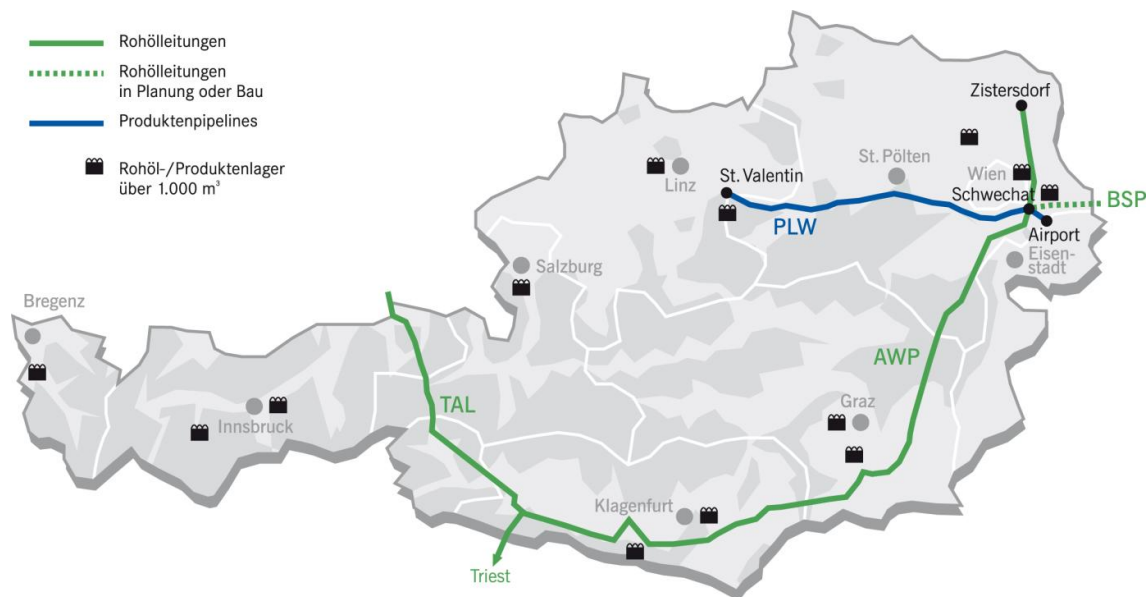 Rohölleitungen
Rohölleitungen
in Planung oder Bau
Produktenpipelines
Rohöl-/Produktenlager
über 1.000 m³
Zistersdorf
St. Pölten
Wien
Linz
St. Valentin
Schwechat
BSP
PLW
Airport
Eisen-
stadt
Salzburg
Bregenz
AWP
TAL
Graz
Innsbruck
Klagenfurt
Triest